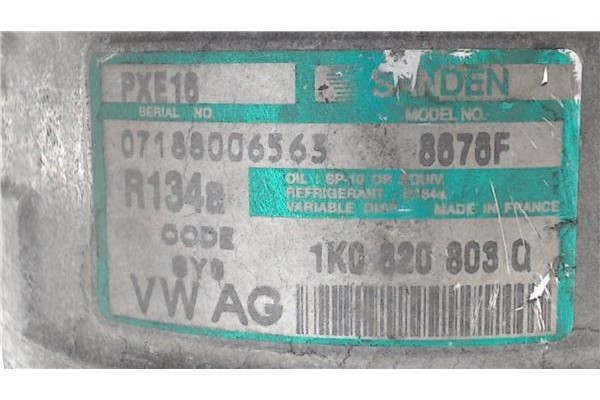 PXE16 SANDEN
SERIAL NO. MODEL NO.
07188006565 8678F
R134a OIL : SP-10 OR EQUIV.
REFRIGERANT : R134a
VARIABLE DISP. MADE IN FRANCE
CODE
1K0 820 803 Q
VW AG